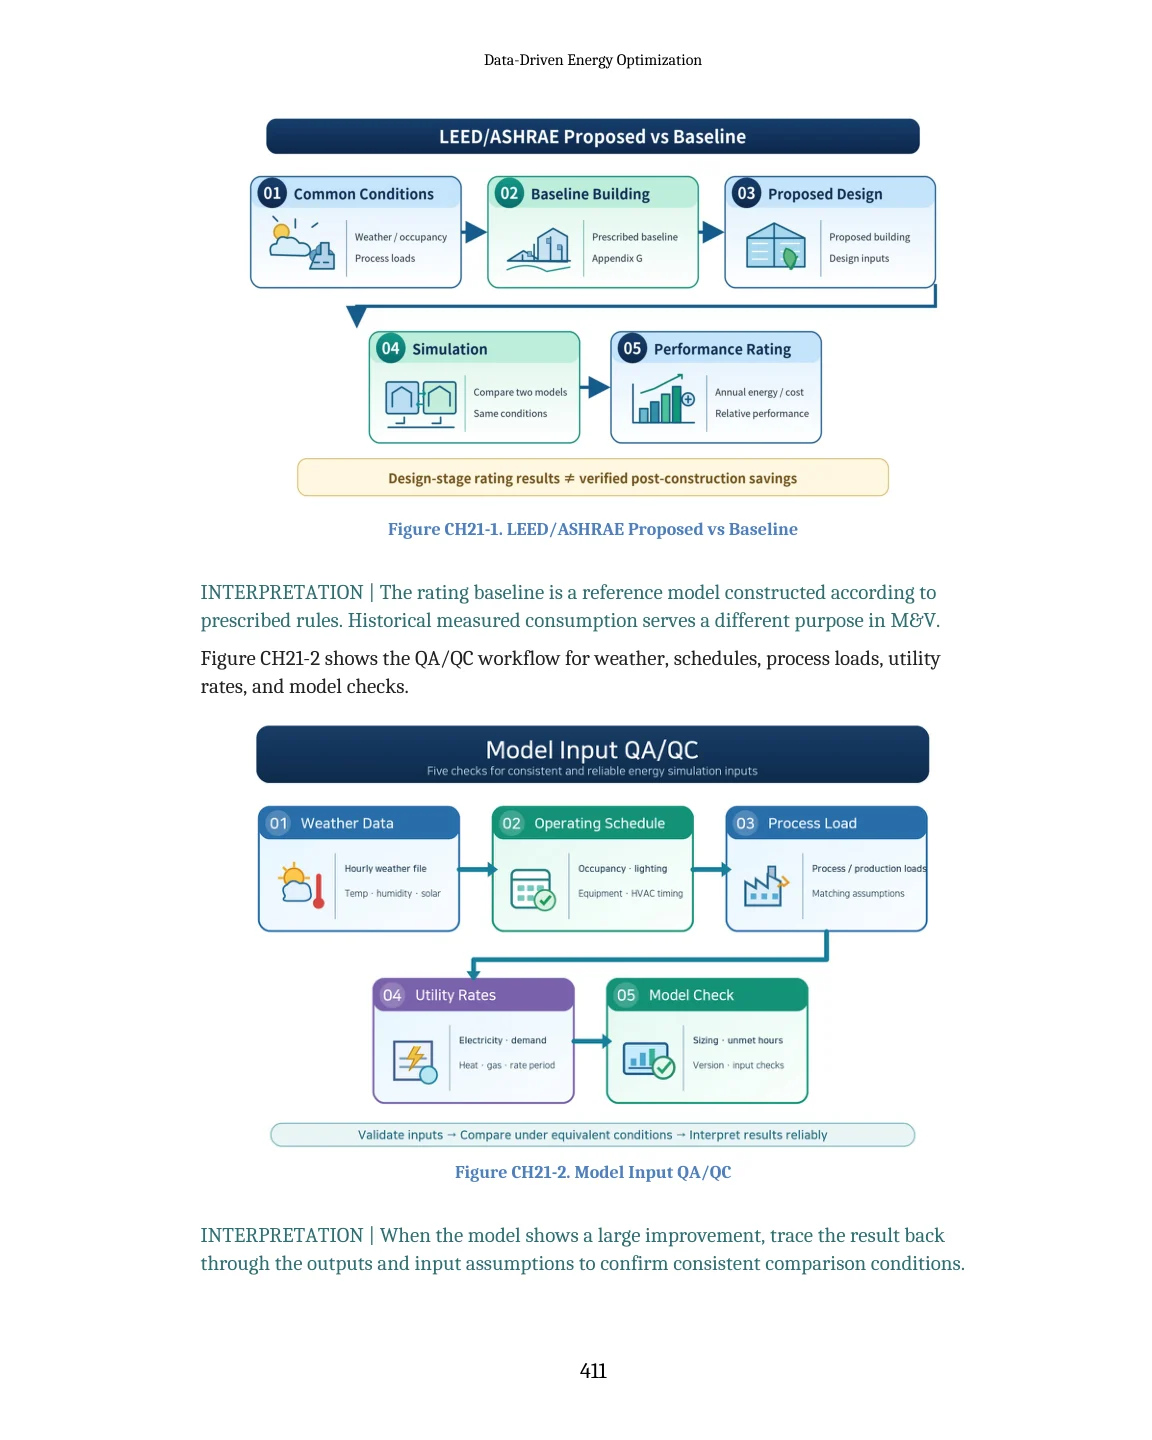 Data-Driven Energy Optimization
LEED/ASHRAE Proposed vs Baseline
01 Common Conditions
Weather / occupancy
Process loads
02 Baseline Building
Prescribed baseline
Appendix G
03 Proposed Design
Proposed building
Design inputs
04 Simulation
Compare two models
Same conditions
05 Performance Rating
Annual energy / cost
Relative performance
Design-stage rating results ≠ verified post-construction savings
Figure CH21-1. LEED/ASHRAE Proposed vs Baseline
INTERPRETATION | The rating baseline is a reference model constructed according to
prescribed rules. Historical measured consumption serves a different purpose in M&V.
Figure CH21-2 shows the QA/QC workflow for weather, schedules, process loads, utility
rates, and model checks.
Model Input QA/QC
Five checks for consistent and reliable energy simulation inputs
01 Weather Data
Hourly weather file
Temp · humidity · solar
02 Operating Schedule
Occupancy · lighting
Equipment · HVAC timing
03 Process Load
Process / production loads
Matching assumptions
04 Utility Rates
Electricity · demand
Heat · gas · rate period
05 Model Check
Sizing · unmet hours
Version · input checks
Validate inputs → Compare under equivalent conditions → Interpret results reliably
Figure CH21-2. Model Input QA/QC
INTERPRETATION | When the model shows a large improvement, trace the result back
through the outputs and input assumptions to confirm consistent comparison conditions.
411